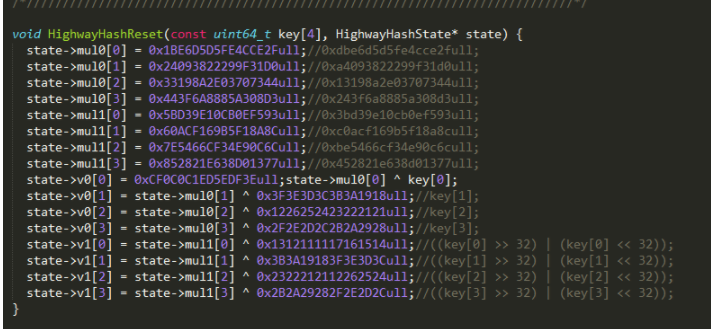 /*////////////////////////////////////////////////////////////////////////////*/
void HighwayHashReset(const uint64_t key[4], HighwayHashState* state) {
state->mul0[0] = 0x1BE6D5D5FE4CCE2Full;//0xdbe6d5d5fe4cce2full;
state->mul0[1] = 0x24093822299F31D0ull;//0xa4093822299f31d0ull;
state->mul0[2] = 0x33198A2E03707344ull;//0x13198a2e03707344ull;
state->mul0[3] = 0x443F6A8885A308D3ull;//0x243f6a8885a308d3ull;
state->mul1[0] = 0x5BD39E10CB0EF593ull;//0x3bd39e10cb0ef593ull;
state->mul1[1] = 0x60ACF169B5F18A8Cull;//0xc0acf169b5f18a8cull;
state->mul1[2] = 0x7E5466CF34E90C6Cull;//0xbe5466cf34e90c6cull;
state->mul1[3] = 0x852821E638D01377ull;//0x452821e638d01377ull;
state->v0[0] = 0xCF0C0C1ED5EDF3Eull;state->mul0[0] ^ key[0];
state->v0[1] = state->mul0[1] ^ 0x3F3E3D3C3B3A1918ull;//key[1];
state->v0[2] = state->mul0[2] ^ 0x1226252423222121ull;//key[2];
state->v0[3] = state->mul0[3] ^ 0x2F2E2D2C2B2A2928ull;//key[3];
state->v1[0] = state->mul1[0] ^ 0x1312111117161514ull;//((key[0] >> 32) | (key[0] << 32));
state->v1[1] = state->mul1[1] ^ 0x3B3A19183F3E3D3Cull;//((key[1] >> 32) | (key[1] << 32));
state->v1[2] = state->mul1[2] ^ 0x2322212112262524ull;//((key[2] >> 32) | (key[2] << 32));
state->v1[3] = state->mul1[3] ^ 0x2B2A29282F2E2D2Cull;//((key[3] >> 32) | (key[3] << 32));
}